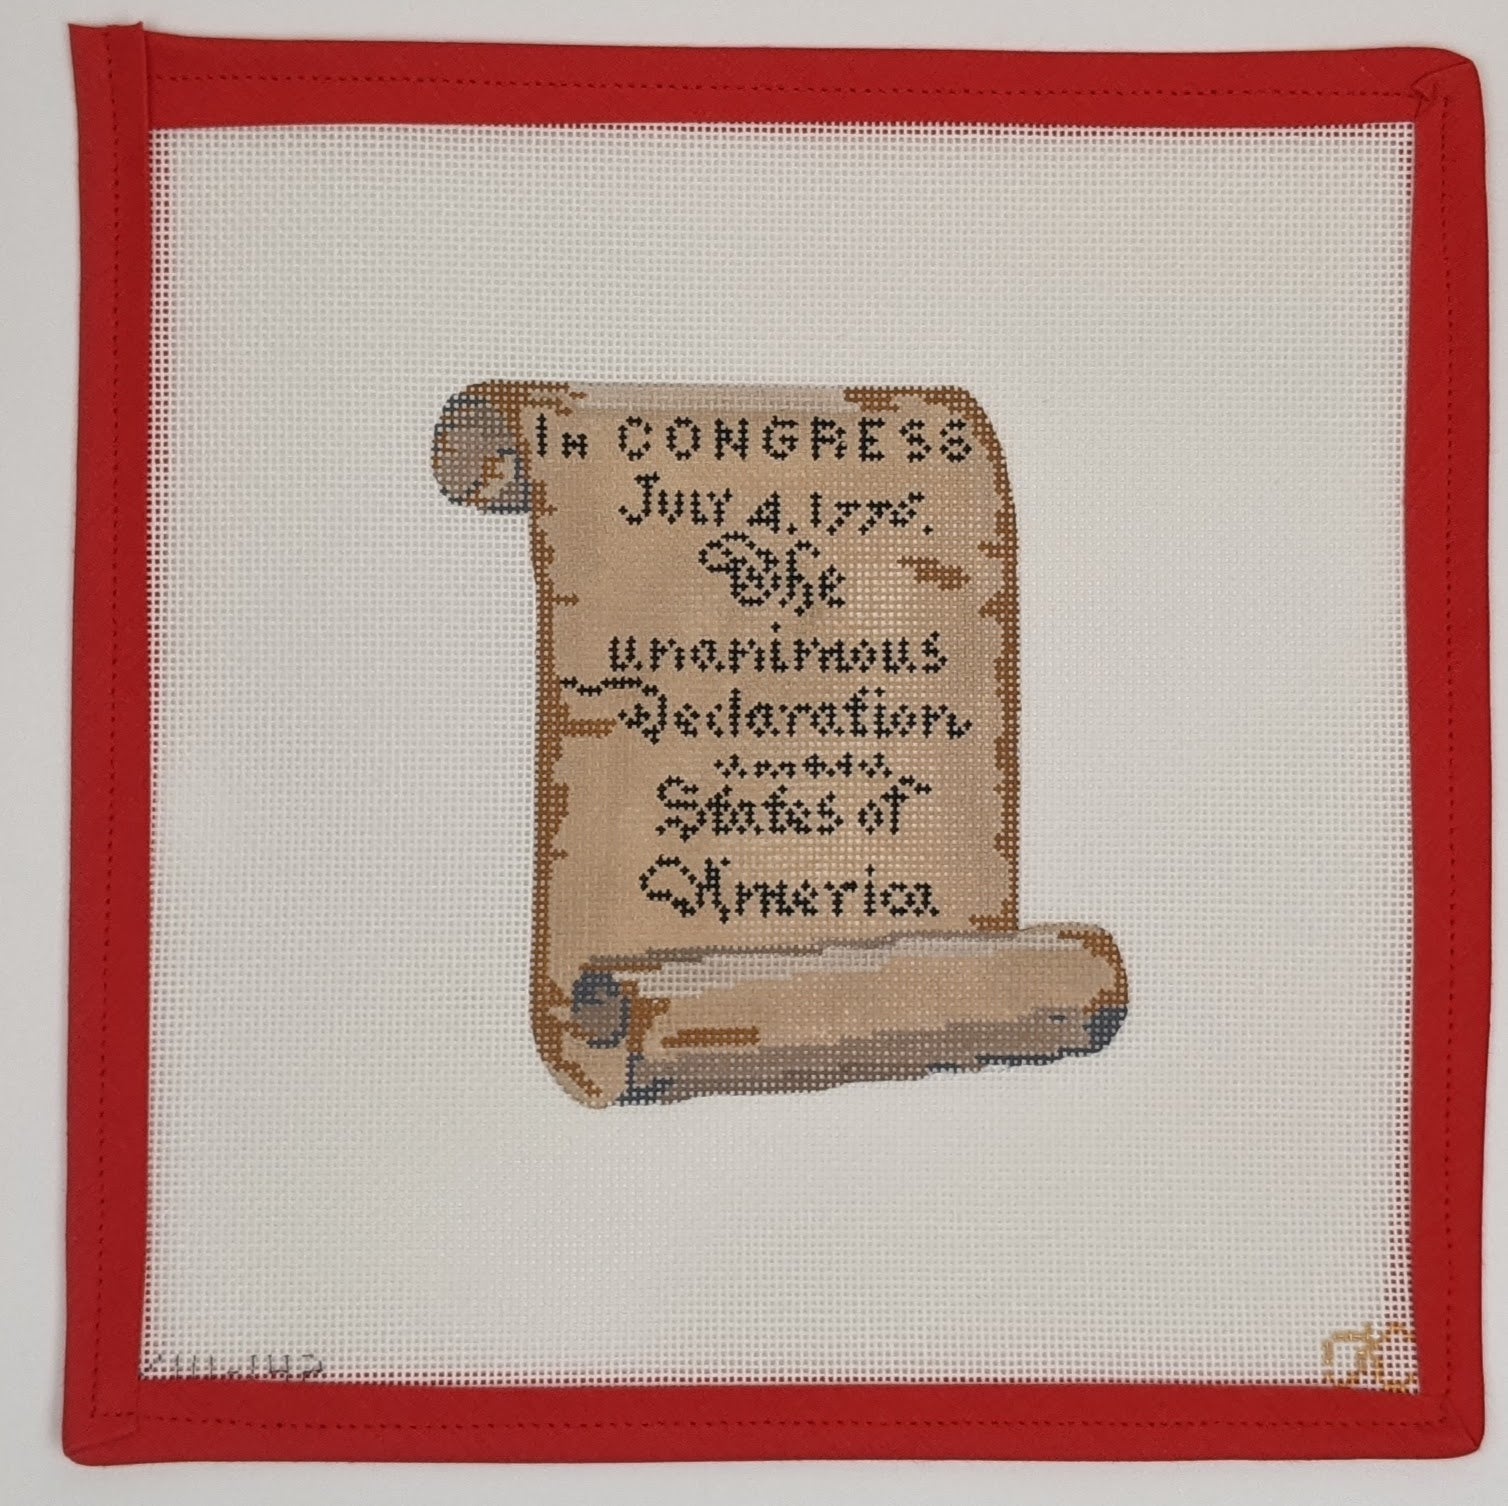 In CONGRESS
July 4, 1776.
The
unanimous
Declaration
States of
America